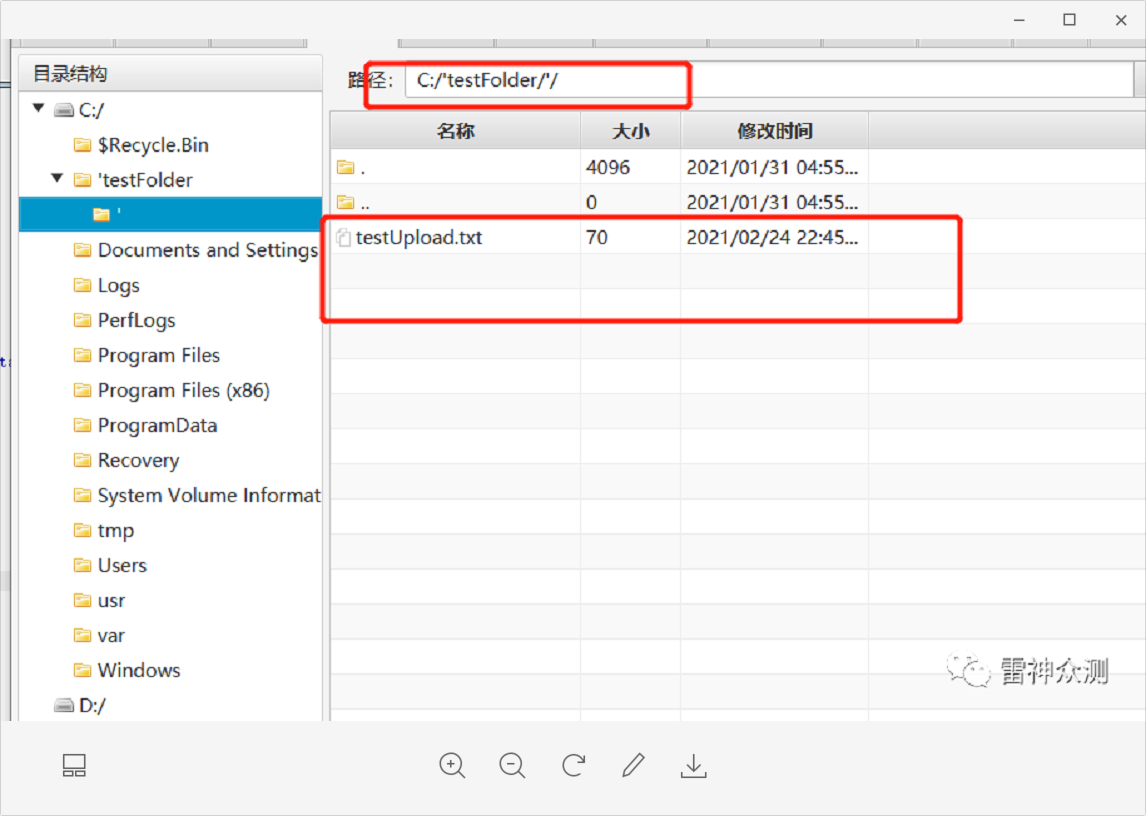 目录结构
路径: C:/'testFolder/'/
C:/
$Recycle.Bin
'testFolder
'
Documents and Settings
Logs
PerfLogs
Program Files
Program Files (x86)
ProgramData
Recovery
System Volume Informat
tmp
Users
usr
var
Windows
D:/
名称 大小 修改时间
. 4096 2021/01/31 04:55...
.. 0 2021/01/31 04:55...
testUpload.txt 70 2021/02/24 22:45...
雷神众测